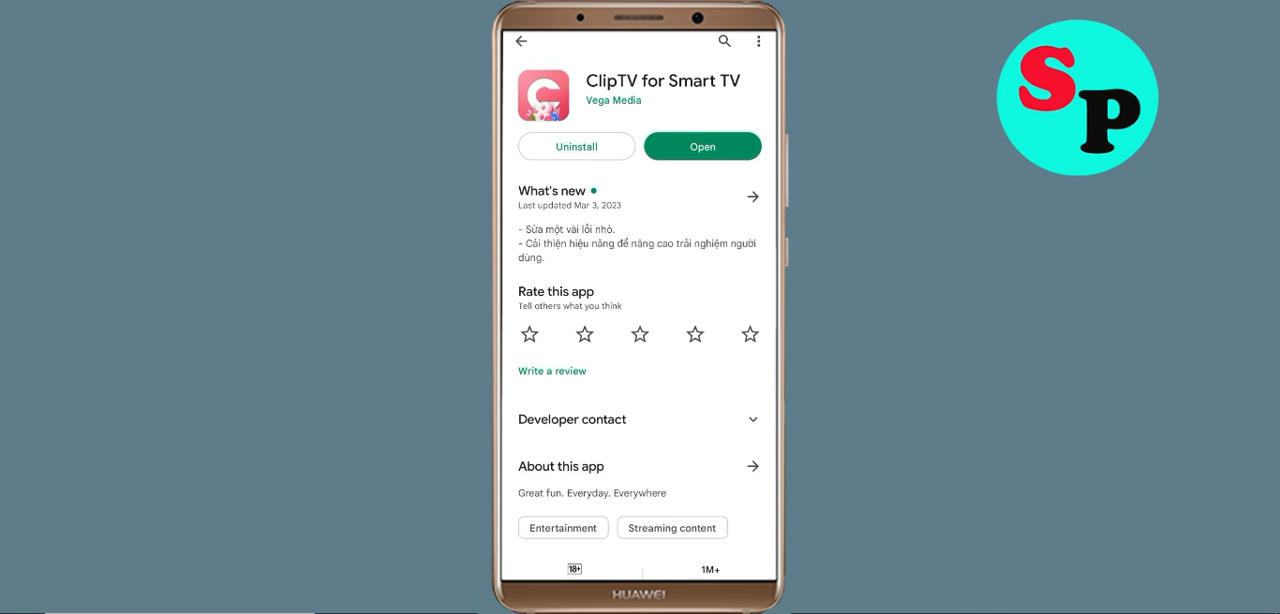 SP
ClipTV for Smart TV
Vega Media
Uninstall
Open
What's new
Last updated Mar 3, 2023
- Sửa một vài lỗi nhỏ.
- Cải thiện hiệu năng để nâng cao trải nghiệm người
dùng.
Rate this app
Tell others what you think
Write a review
Developer contact
About this app
Great fun. Everyday. Everywhere
Entertainment
Streaming content
18+
1M+
HUAWEI